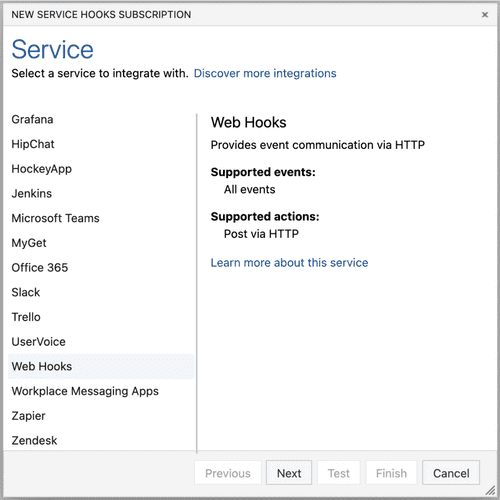 NEW SERVICE HOOKS SUBSCRIPTION
Service
Select a service to integrate with. Discover more integrations
Grafana
HipChat
HockeyApp
Jenkins
Microsoft Teams
MyGet
Office 365
Slack
Trello
UserVoice
Web Hooks
Workplace Messaging Apps
Zapier
Zendesk
Web Hooks
Provides event communication via HTTP
Supported events:
All events
Supported actions:
Post via HTTP
Learn more about this service
Previous Next Test Finish Cancel